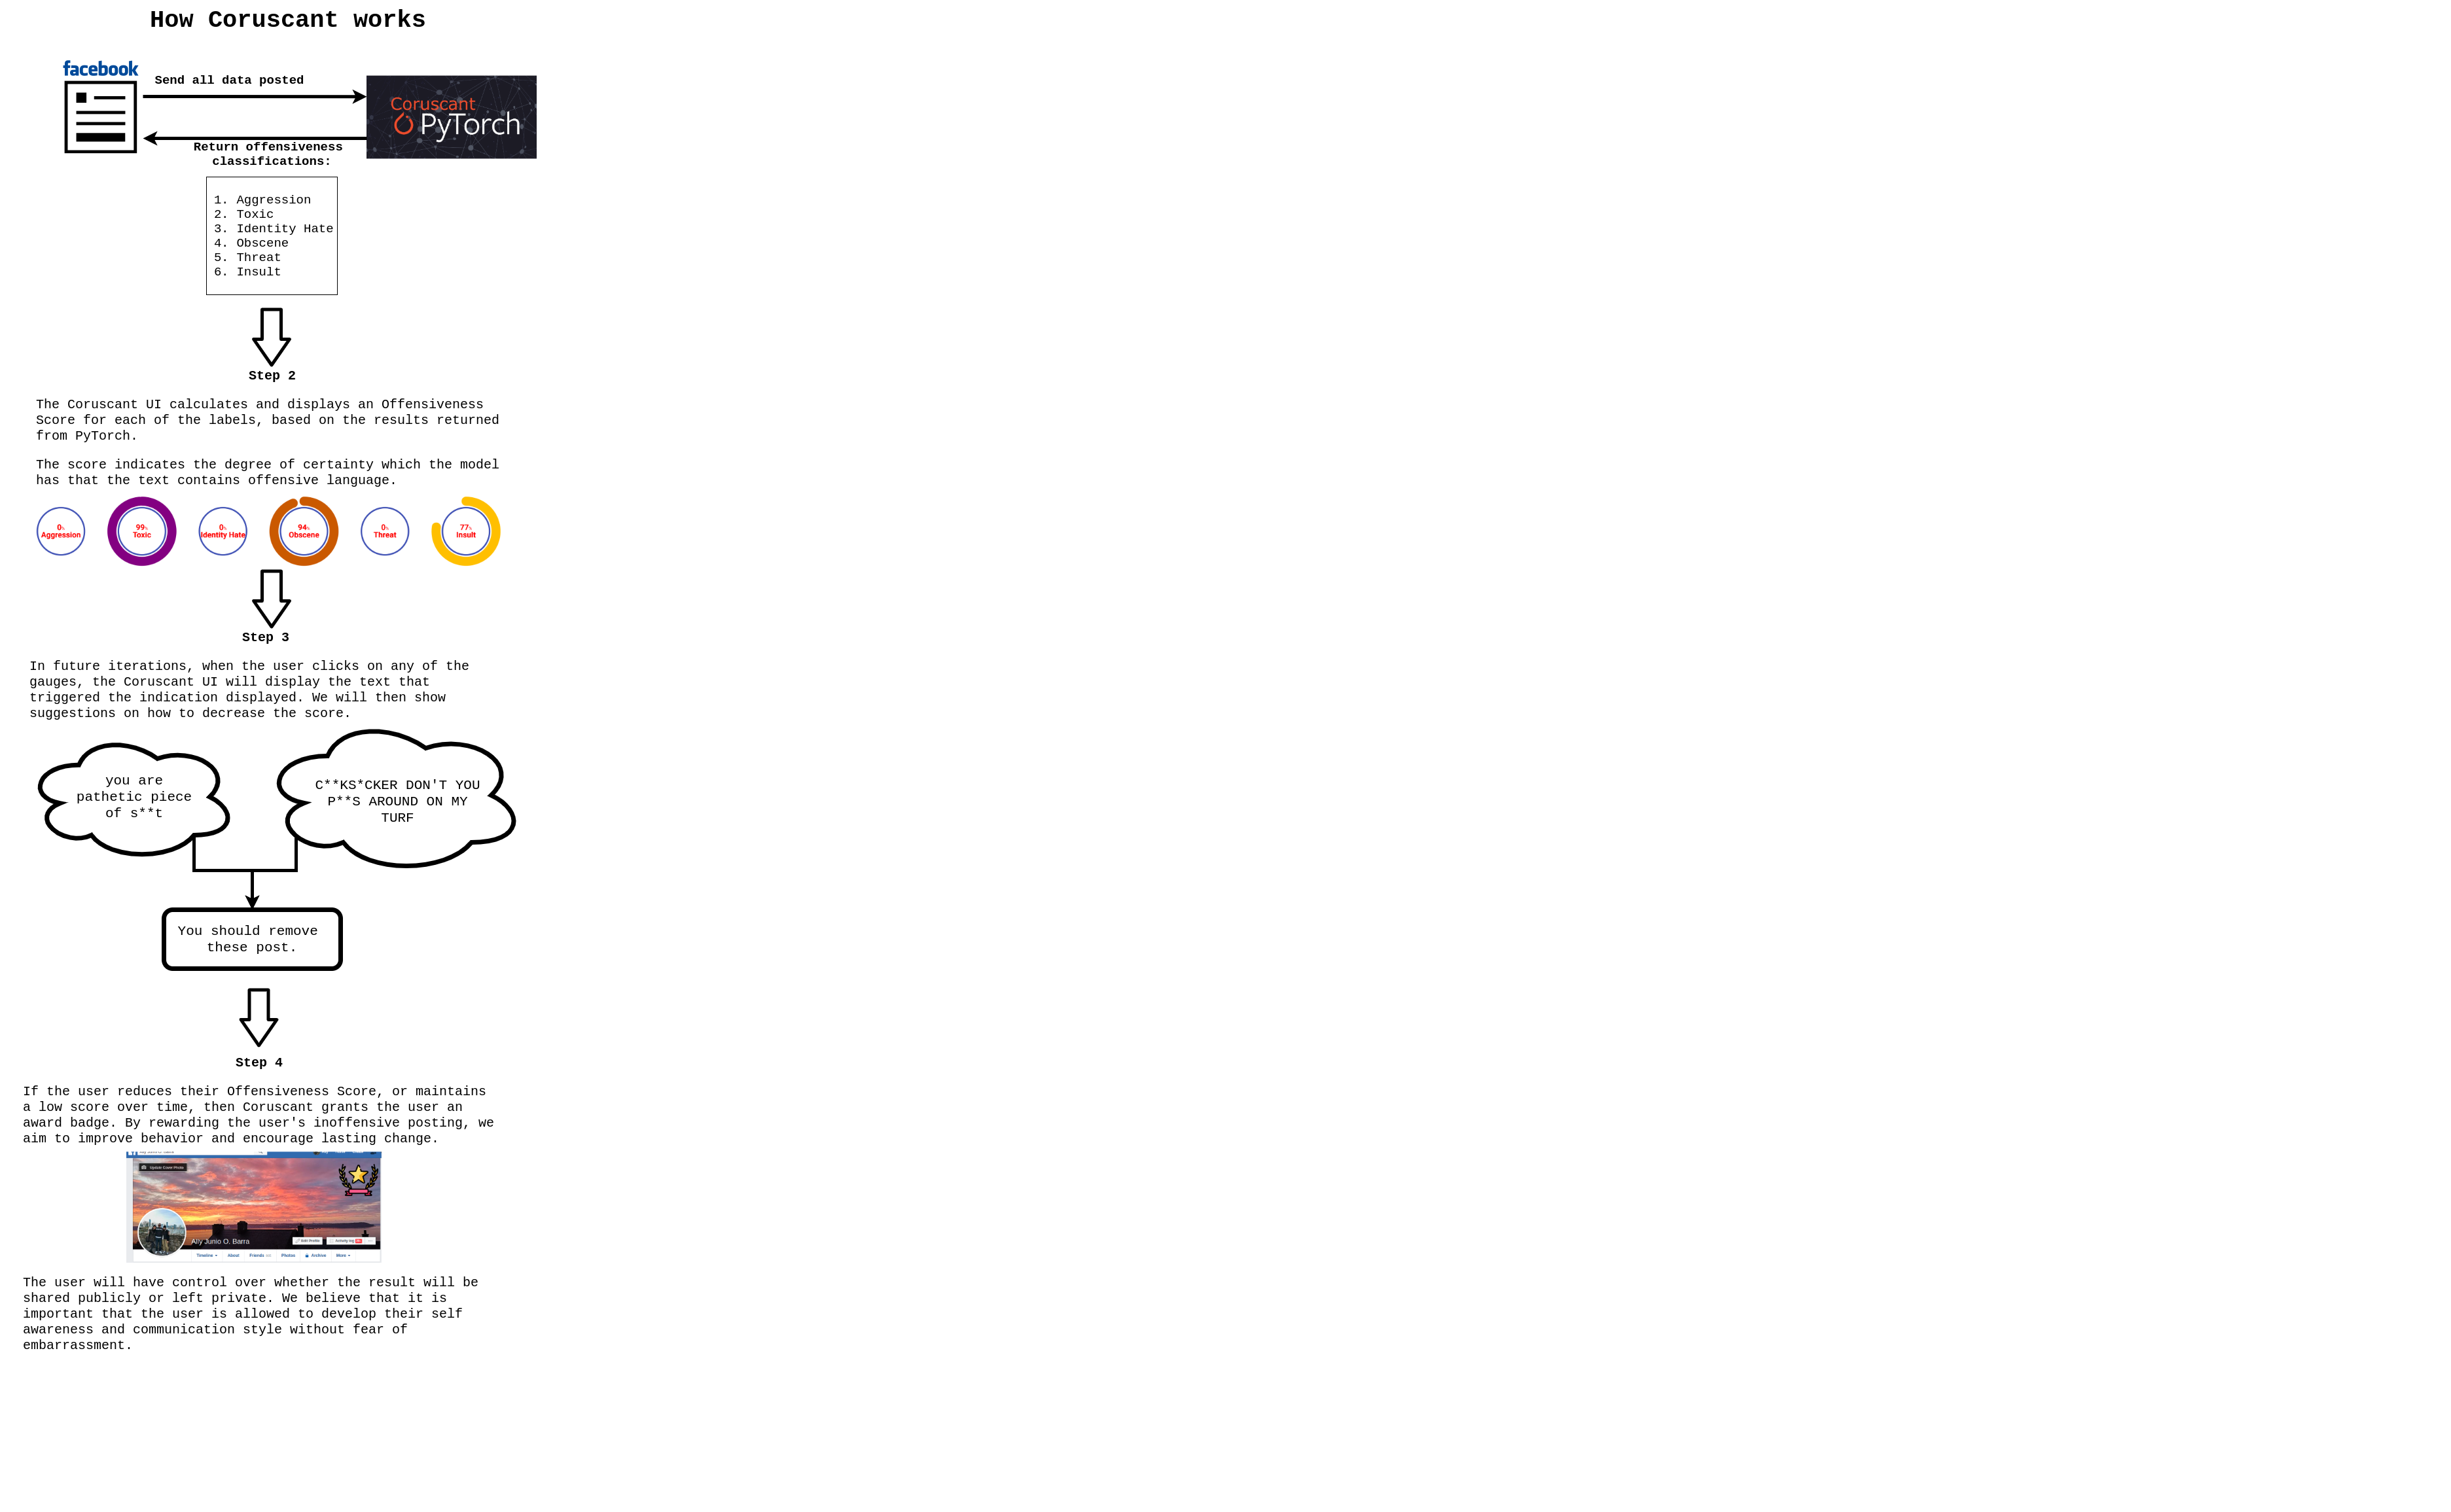 How Coruscant works
facebook
Send all data posted
Coruscant
PyTorch
Return offensiveness
classifications:
1. Aggression
2. Toxic
3. Identity Hate
4. Obscene
5. Threat
6. Insult
Step 2
The Coruscant UI calculates and displays an Offensiveness
Score for each of the labels, based on the results returned
from PyTorch.
The score indicates the degree of certainty which the model
has that the text contains offensive language.
0%
Aggression
99%
Toxic
0%
Identity Hate
94%
Obscene
0%
Threat
77%
Insult
Step 3
In future iterations, when the user clicks on any of the
gauges, the Coruscant UI will display the text that
triggered the indication displayed. We will then show
suggestions on how to decrease the score.
you are
pathetic piece
of s**t
C**KS*CKER DON'T YOU
P**S AROUND ON MY
TURF
You should remove
these post.
Step 4
If the user reduces their Offensiveness Score, or maintains
a low score over time, then Coruscant grants the user an
award badge. By rewarding the user's inoffensive posting, we
aim to improve behavior and encourage lasting change.
Update Cover Photo
Ally Junio O. Barra
Edit Profile
Activity log
Timeline
About
Friends
Photos
Archive
More
The user will have control over whether the result will be
shared publicly or left private. We believe that it is
important that the user is allowed to develop their self
awareness and communication style without fear of
embarrassment.